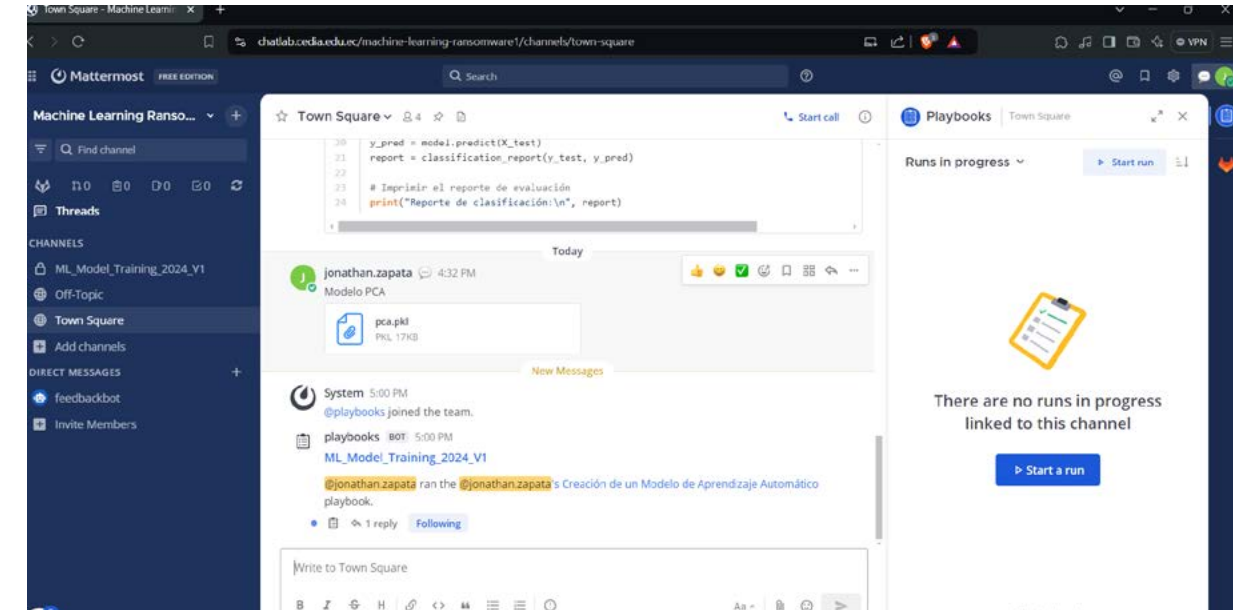 Town Square - Machine Learnin
chatlab.cedia.edu.ec/machine-learning-ransomware1/channels/town-square
VPN
Mattermost FREE EDITION
Search
Machine Learning Ranso...
Find channel
0 0 0 0
Threads
CHANNELS
ML_Model_Training_2024_V1
Off-Topic
Town Square
Add channels
DIRECT MESSAGES
feedbackbot
Invite Members
Town Square 4
Start call
20 y_pred = model.predict(X_test)
21 report = classification_report(y_test, y_pred)
22
23 # Imprimir el reporte de evaluación
24 print("Reporte de clasificación:\n", report)
Today
jonathan.zapata 4:32 PM
Modelo PCA
pca.pkl
PKL 17KB
New Messages
System 5:00 PM
@playbooks joined the team.
playbooks BOT 5:00 PM
ML_Model_Training_2024_V1
@jonathan.zapata ran the @jonathan.zapata's Creación de un Modelo de Aprendizaje Automático
playbook.
1 reply Following
Write to Town Square
B I S H
Aa
Playbooks Town Square
Runs in progress
Start run
There are no runs in progress
linked to this channel
Start a run